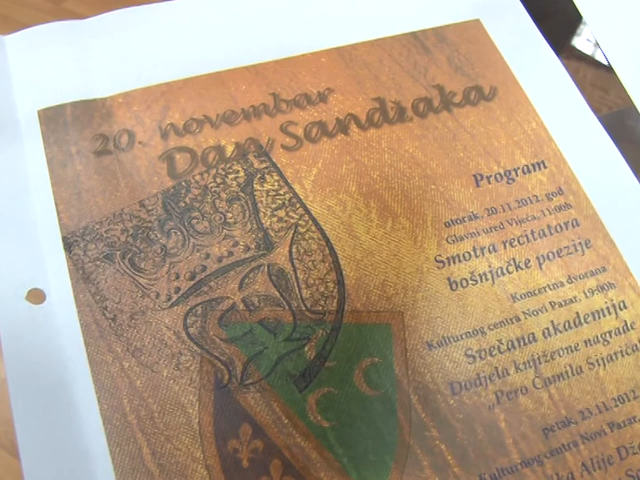 20. novembar
Dan Sandžaka
Program
utorak, 20.11.2012. god
Glavni ured Vijeća, 11:00h
Smotra recitatora
bošnjačke poezije
Koncertna dvorana
Kulturnog centra Novi Pazar, 19:00h
Svečana akademija
Dodjela književne nagrade
„Pero Ćamila Sijarića
petak, 23.11.2012.
Kulturnog centra Novi Pazar,
Alije